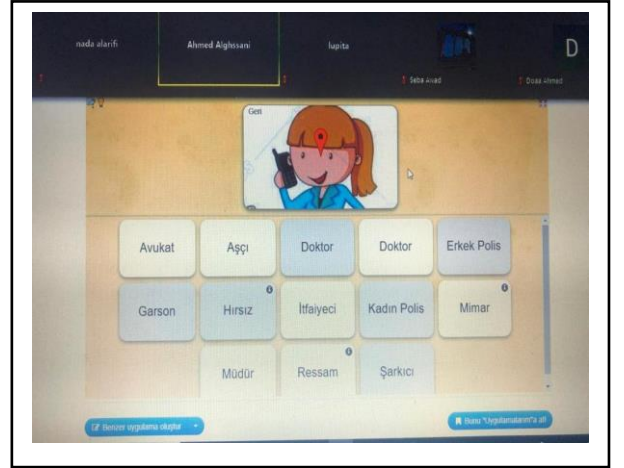 nada alarifi
Ahmed Alghssani
lupita
D
Seba Awad
Doaa Ahmed
Geri
Avukat
Aşçı
Doktor
Doktor
Erkek Polis
Garson
Hırsız
İtfaiyeci
Kadın Polis
Mimar
Müdür
Ressam
Şarkıcı
Benzer uygulama oluştur
Bunu "Uygulamalarım"a al!